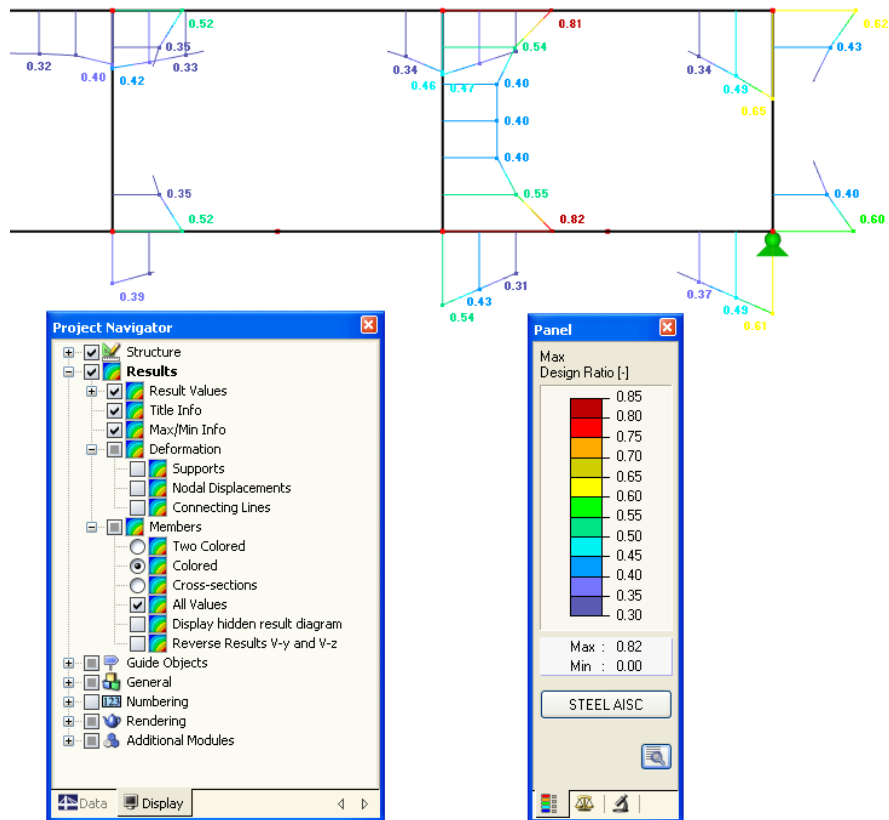 0.52
0.81
0.62
0.35
0.54
0.43
0.32
0.33
0.34
0.34
0.40
0.42
0.46
0.47
0.40
0.49
0.65
0.40
0.40
0.35
0.55
0.40
0.52
0.82
0.60
0.39
0.43
0.31
0.37
0.54
0.49
0.61
Project Navigator
Structure
Results
Result Values
Title Info
Max/Min Info
Deformation
Supports
Nodal Displacements
Connecting Lines
Members
Two Colored
Colored
Cross-sections
All Values
Display hidden result diagram
Reverse Results V-y and V-z
Guide Objects
General
123 Numbering
Rendering
Additional Modules
Data Display
Panel
Max
Design Ratio [-]
0.85
0.80
0.75
0.70
0.65
0.60
0.55
0.50
0.45
0.40
0.35
0.30
Max : 0.82
Min : 0.00
STEEL AISC